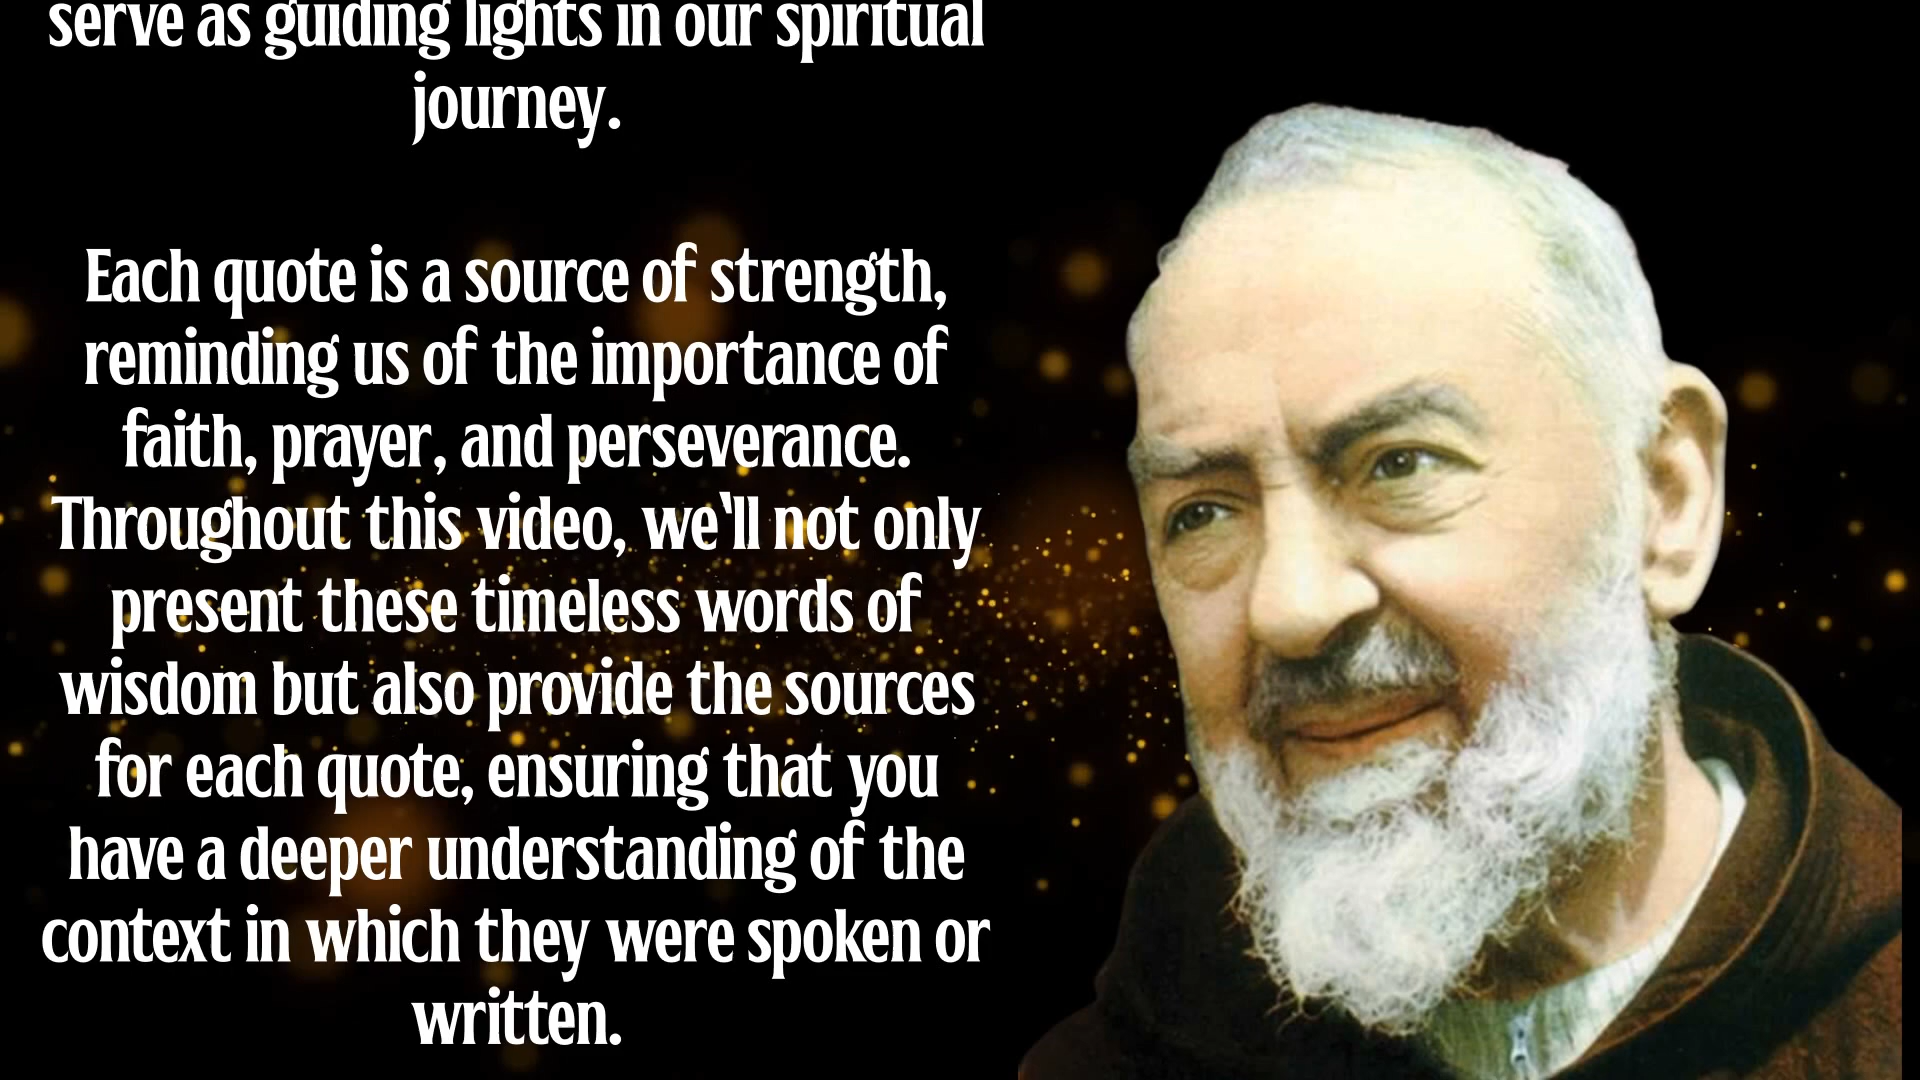 serve as guiding lights in our spiritual
journey.
Each quote is a source of strength,
reminding us of the importance of
faith, prayer, and perseverance.
Throughout this video, we'll not only
present these timeless words of
wisdom but also provide the sources
for each quote, ensuring that you
have a deeper understanding of the
context in which they were spoken or
written.